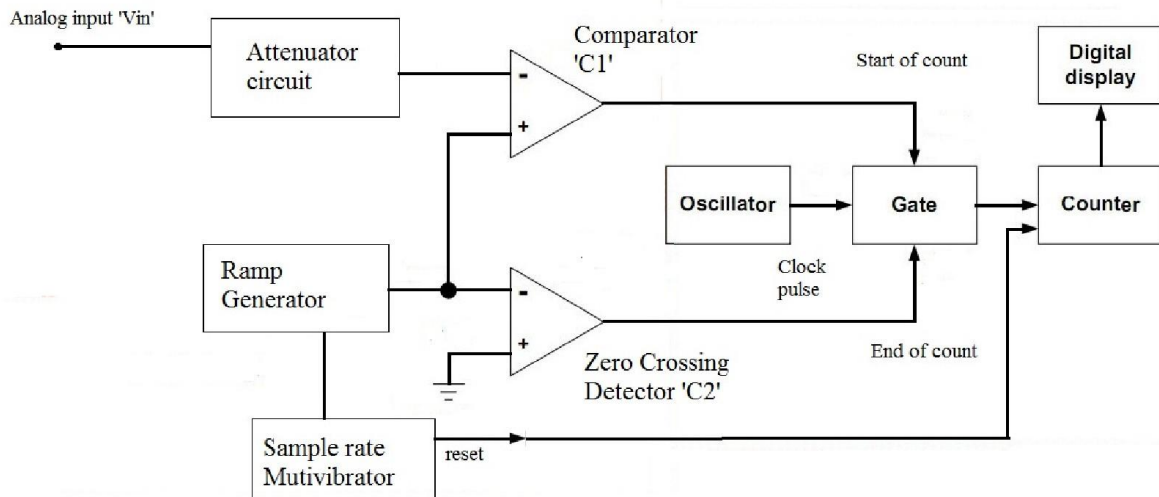 Analog input 'Vin'
Attenuator
circuit
Comparator
'C1'
-
+
Start of count
Digital
display
Oscillator
Gate
Counter
Clock
pulse
Ramp
Generator
-
+
End of count
Zero Crossing
Detector 'C2'
Sample rate
Mutivibrator
reset